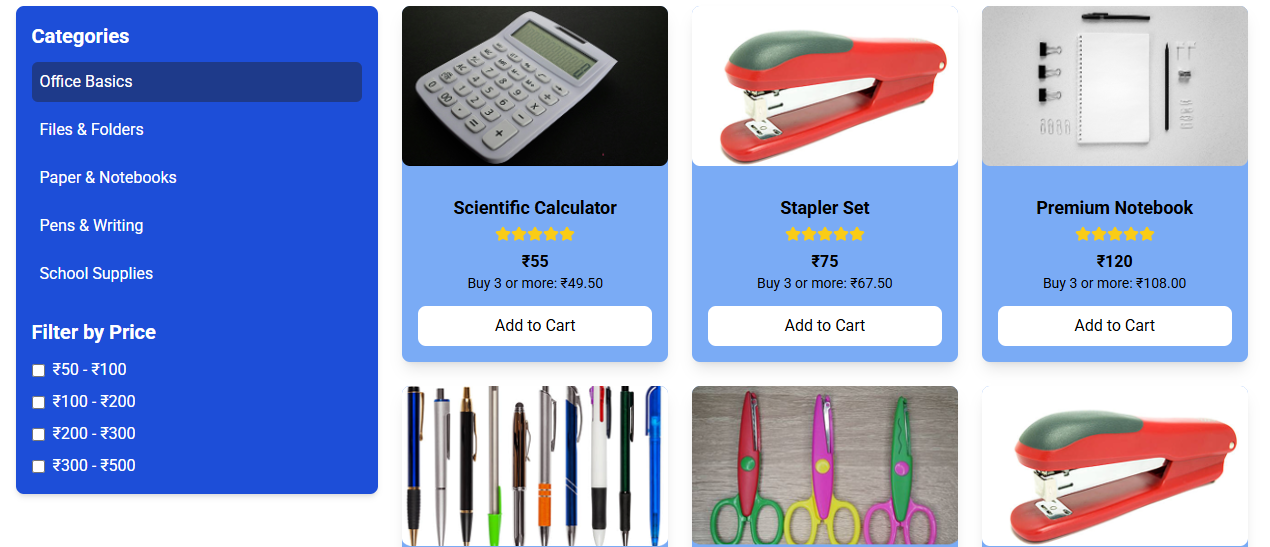 Categories
Office Basics
Files & Folders
Paper & Notebooks
Pens & Writing
School Supplies
Filter by Price
₹50 - ₹100
₹100 - ₹200
₹200 - ₹300
₹300 - ₹500
Scientific Calculator
₹55
Buy 3 or more: ₹49.50
Add to Cart
Stapler Set
₹75
Buy 3 or more: ₹67.50
Add to Cart
Premium Notebook
₹120
Buy 3 or more: ₹108.00
Add to Cart